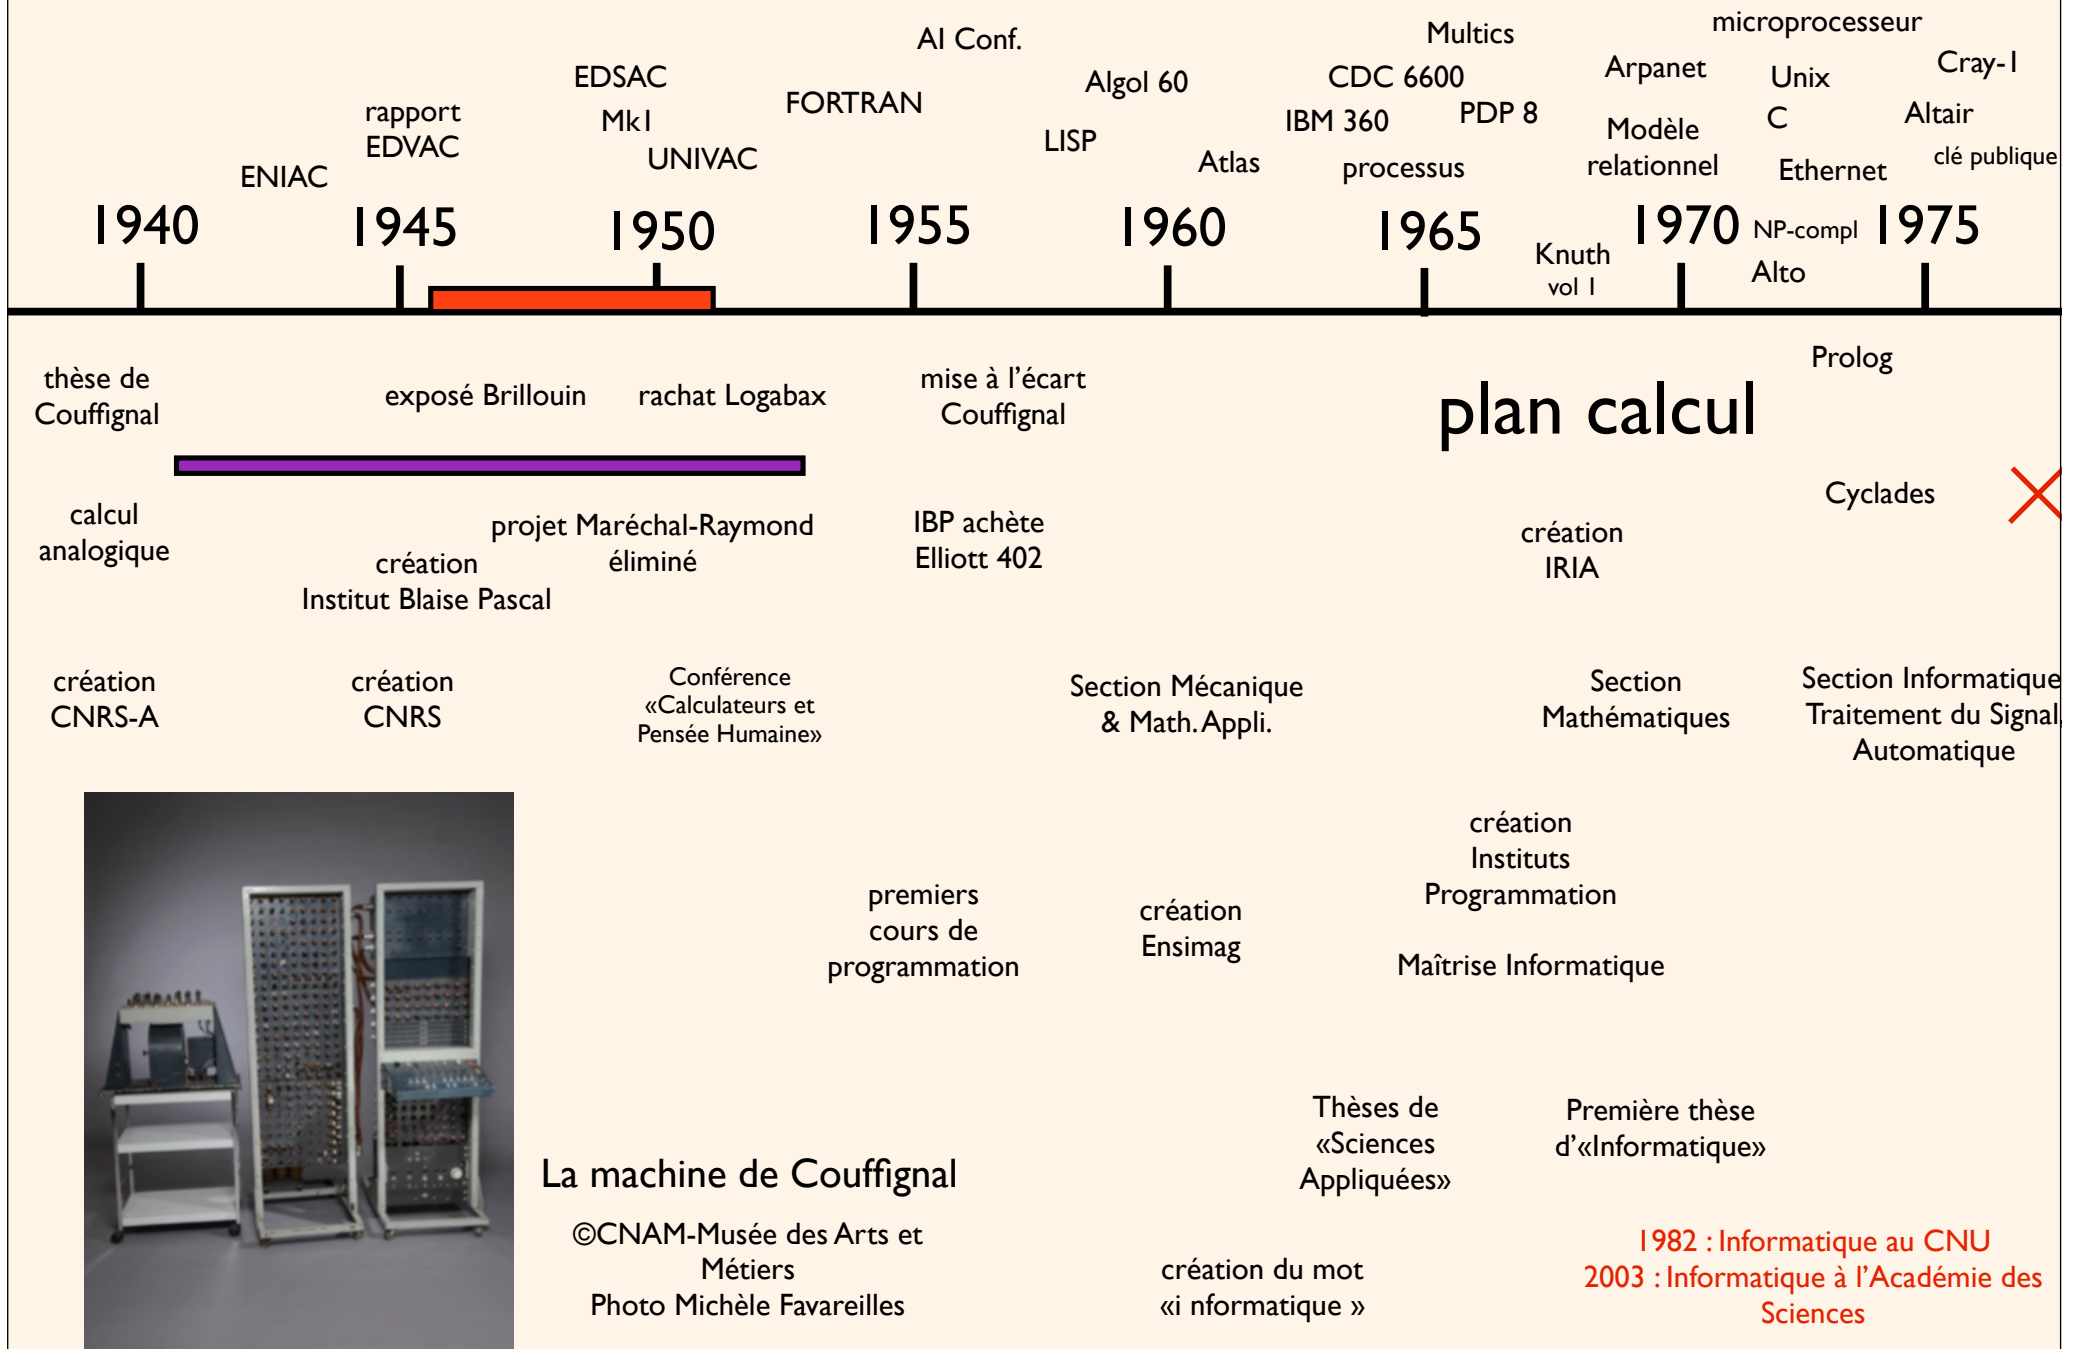 microprocesseur
Multics
AI Conf.
Cray-1
Arpanet
EDSAC
CDC 6600
Unix
Algol 60
FORTRAN
rapport
EDVAC
PDP 8
Altair
Mk1
IBM 360
C
Modèle
relationnel
LISP
UNIVAC
clé publique
Atlas
processus
Ethernet
ENIAC
1940
1945
1950
1955
1960
1965
1970
NP-compl
1975
Knuth
vol 1
Alto
Prolog
thèse de
Couffignal
exposé Brillouin
rachat Logabax
mise à l'écart
Couffignal
plan calcul
Cyclades
calcul
analogique
projet Maréchal-Raymond
éliminé
IBP achète
Elliott 402
création
IRIA
création
Institut Blaise Pascal
création
CNRS-A
création
CNRS
Conférence
«Calculateurs et
Pensée Humaine»
Section Mécanique
& Math. Appli.
Section
Mathématiques
Section Informatique,
Traitement du Signal,
Automatique
création
Instituts
Programmation
premiers
cours de
programmation
création
Ensimag
Maîtrise Informatique
Thèses de
«Sciences
Appliquées»
Première thèse
d'«Informatique»
La machine de Couffignal
©CNAM-Musée des Arts et
Métiers
Photo Michèle Favareilles
création du mot
«i nformatique »
1982 : Informatique au CNU
2003 : Informatique à l'Académie des
Sciences